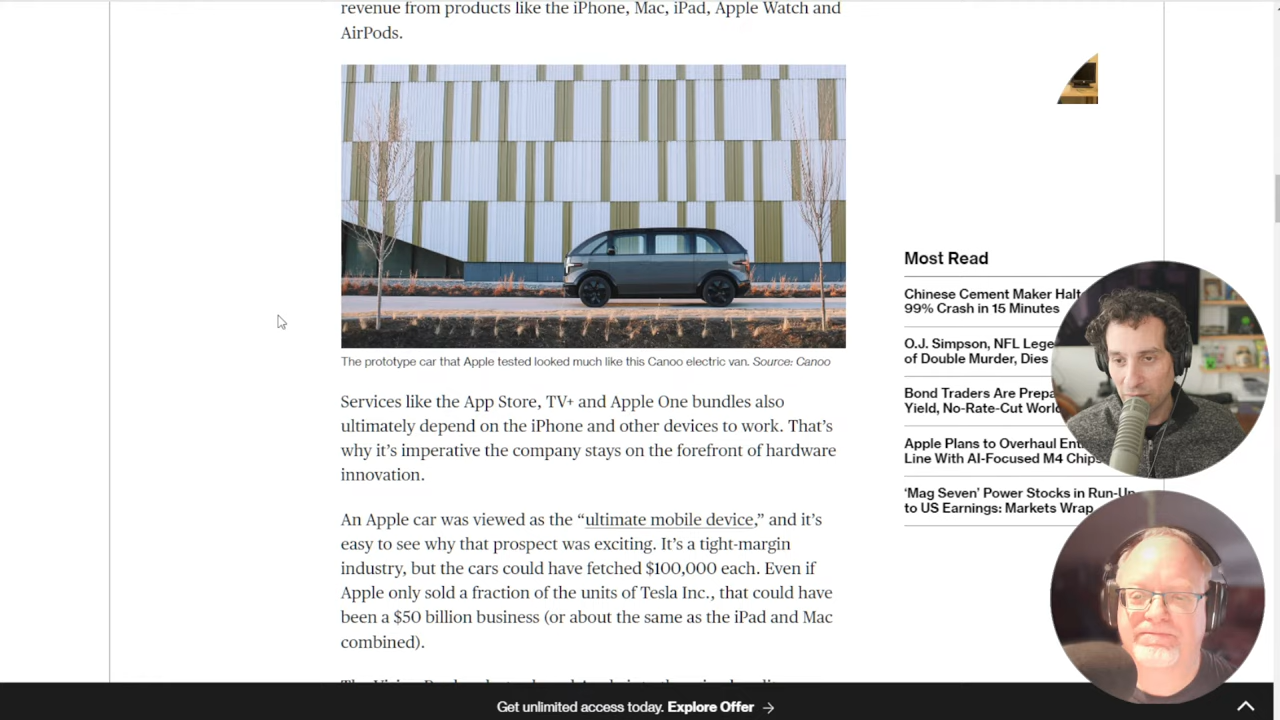 revenue from products like the iPhone, Mac, iPad, Apple Watch and
AirPods.
The prototype car that Apple tested looked much like this Canoo electric van. Source: Canoo
Services like the App Store, TV+ and Apple One bundles also
ultimately depend on the iPhone and other devices to work. That's
why it's imperative the company stays on the forefront of hardware
innovation.
An Apple car was viewed as the “ultimate mobile device,” and it's
easy to see why that prospect was exciting. It's a tight-margin
industry, but the cars could have fetched $100,000 each. Even if
Apple only sold a fraction of the units of Tesla Inc., that could have
been a $50 billion business (or about the same as the iPad and Mac
combined).
Most Read
Chinese Cement Maker Halt
99% Crash in 15 Minutes
O.J. Simpson, NFL Lege
of Double Murder, Dies
Bond Traders Are Prepa
Yield, No-Rate-Cut World
Apple Plans to Overhaul Ent
Line With AI-Focused M4 Chips
‘Mag Seven’ Power Stocks in Run-Up
to US Earnings: Markets Wrap
Get unlimited access today. Explore Offer →